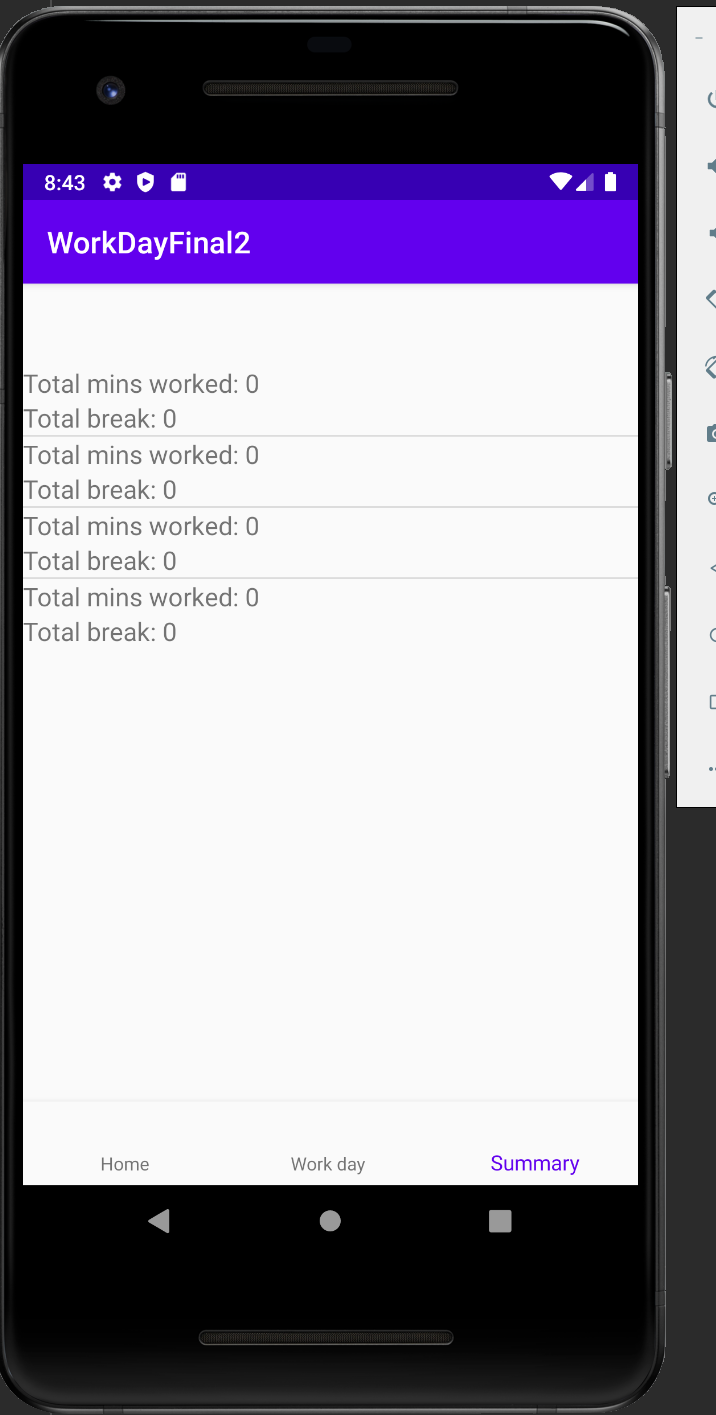 8:43
WorkDayFinal2
Total mins worked: 0
Total break: 0
Total mins worked: 0
Total break: 0
Total mins worked: 0
Total break: 0
Total mins worked: 0
Total break: 0
Home Work day Summary